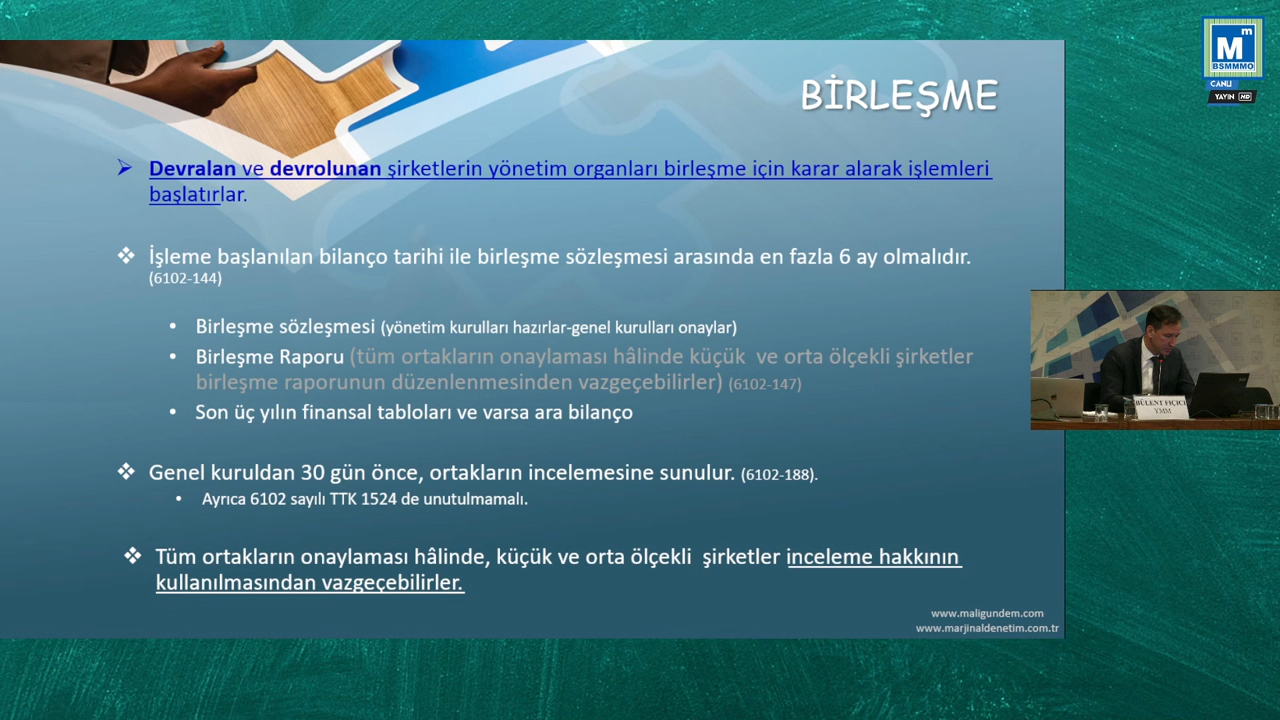 M m
BSMMMO
CANLI
YAYIN HD
BİRLEŞME
➢ Devralan ve devrolunan şirketlerin yönetim organları birleşme için karar alarak işlemleri
başlatırlar.
❖ İşleme başlanılan bilanço tarihi ile birleşme sözleşmesi arasında en fazla 6 ay olmalıdır.
(6102-144)
• Birleşme sözleşmesi (yönetim kurulları hazırlar-genel kurulları onaylar)
• Birleşme Raporu (tüm ortakların onaylaması hâlinde küçük ve orta ölçekli şirketler
birleşme raporunun düzenlenmesinden vazgeçebilirler) (6102-147)
• Son üç yılın finansal tabloları ve varsa ara bilanço
❖ Genel kuruldan 30 gün önce, ortakların incelemesine sunulur. (6102-188).
• Ayrıca 6102 sayılı TTK 1524 de unutulmamalı.
❖ Tüm ortakların onaylaması hâlinde, küçük ve orta ölçekli şirketler inceleme hakkının
kullanılmasından vazgeçebilirler.
www.maligundem.com
www.marjinaldenetim.com.tr
BÜLENT FIÇICI
YMM